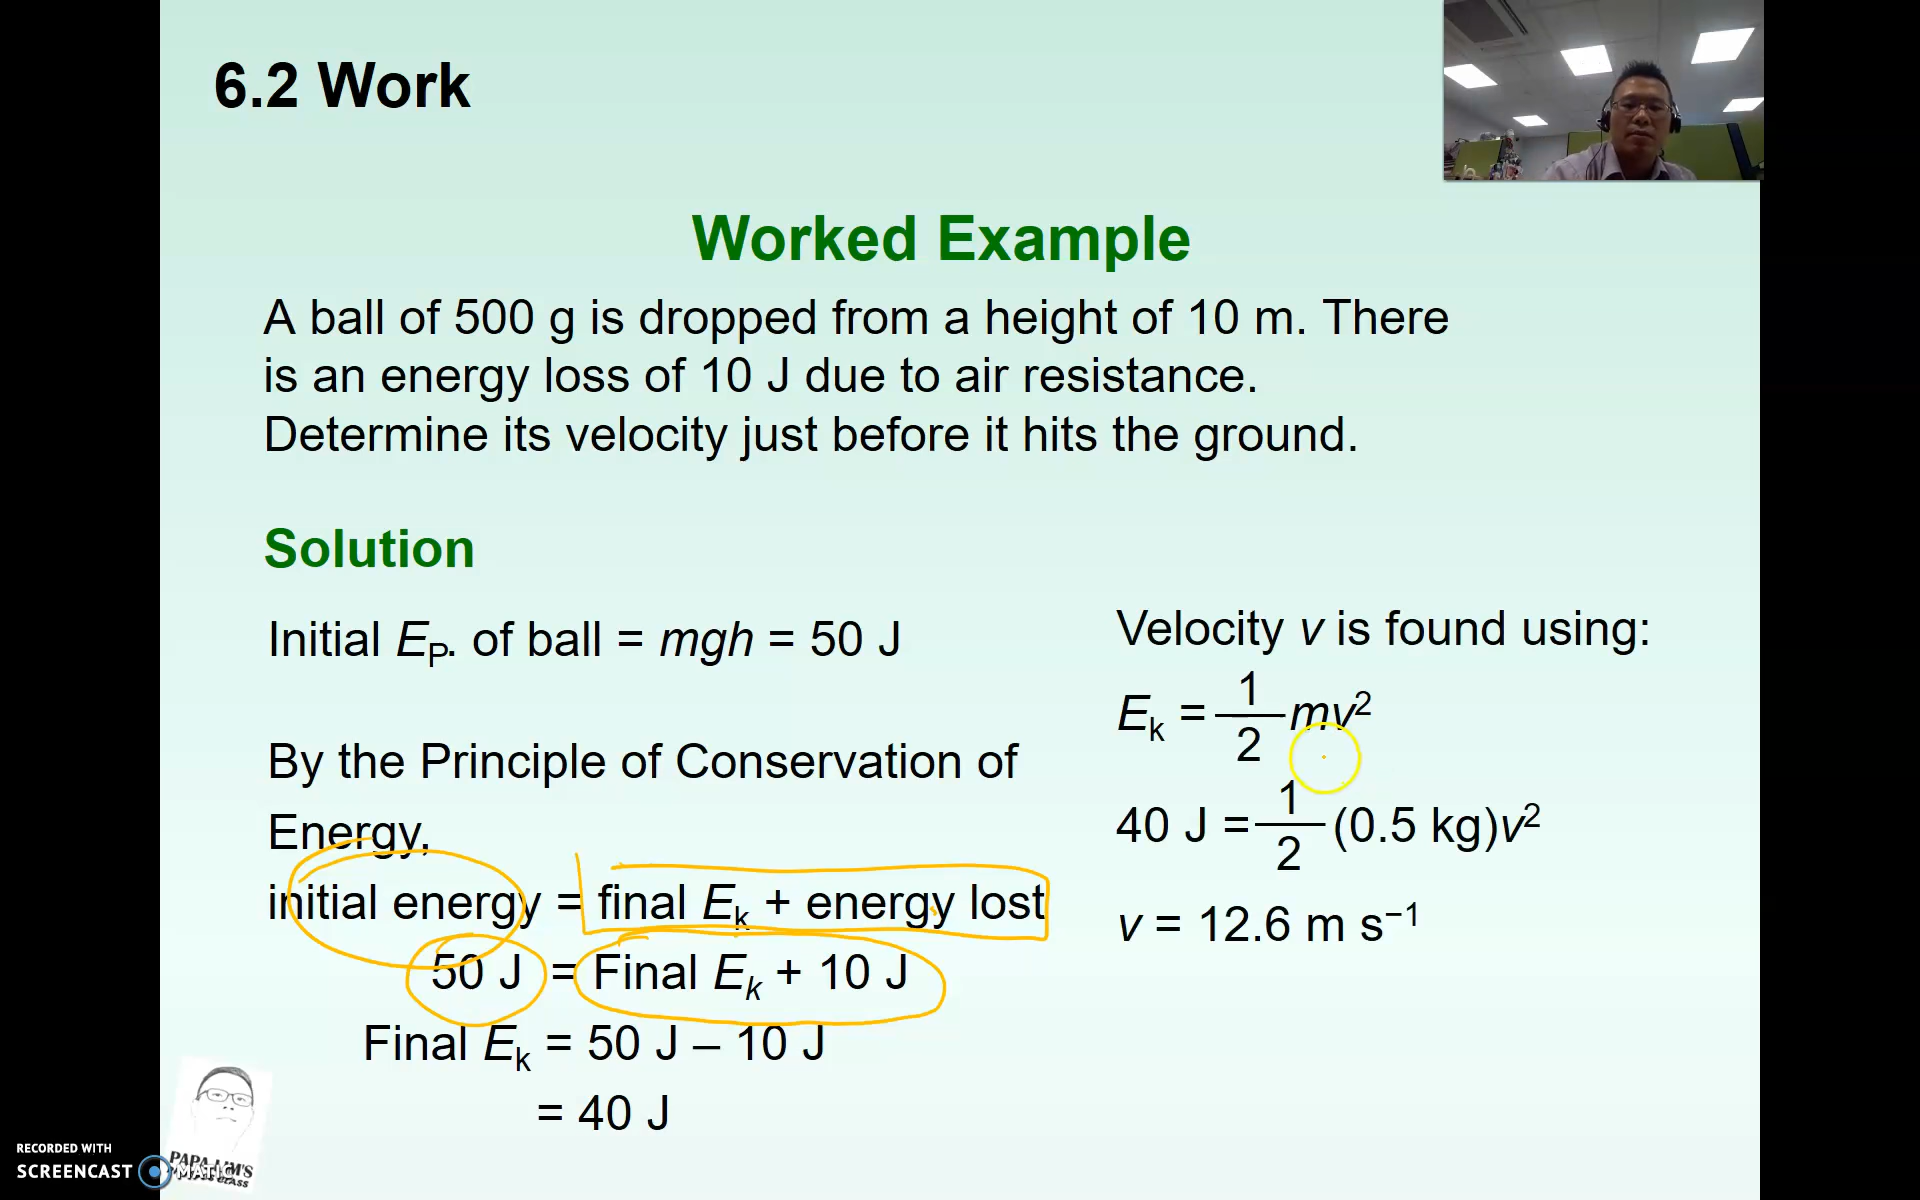 6.2 Work
Worked Example
A ball of 500 g is dropped from a height of 10 m. There
is an energy loss of 10 J due to air resistance.
Determine its velocity just before it hits the ground.
Solution
Initial EP. of ball = mgh = 50 J
By the Principle of Conservation of
Energy,
initial energy = final Ek + energy lost
50 J = Final Ek + 10 J
Final Ek = 50 J – 10 J
= 40 J
Velocity v is found using:
Ek = 1/2 mv²
40 J = 1/2 (0.5 kg)v²
v = 12.6 m s⁻¹
RECORDED WITH
SCREENCAST MATIC
PAPA LIM'S
CLASS